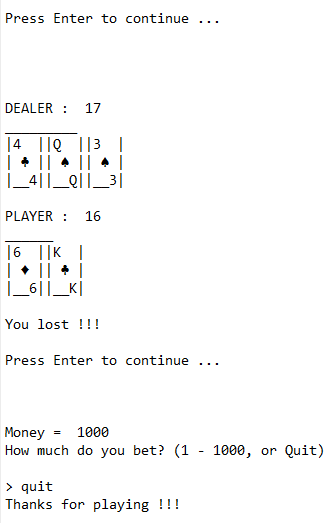 Press Enter to continue ...
DEALER :  17
__________
|4  ||Q  ||3  |
| ♣ || ♠ || ♠ |
|__4||__Q||__3|
PLAYER :  16
______
|6  ||K  |
| ♦ || ♣ |
|__6||__K|
You lost !!!
Press Enter to continue ...
Money =  1000
How much do you bet? (1 - 1000, or Quit)
> quit
Thanks for playing !!!